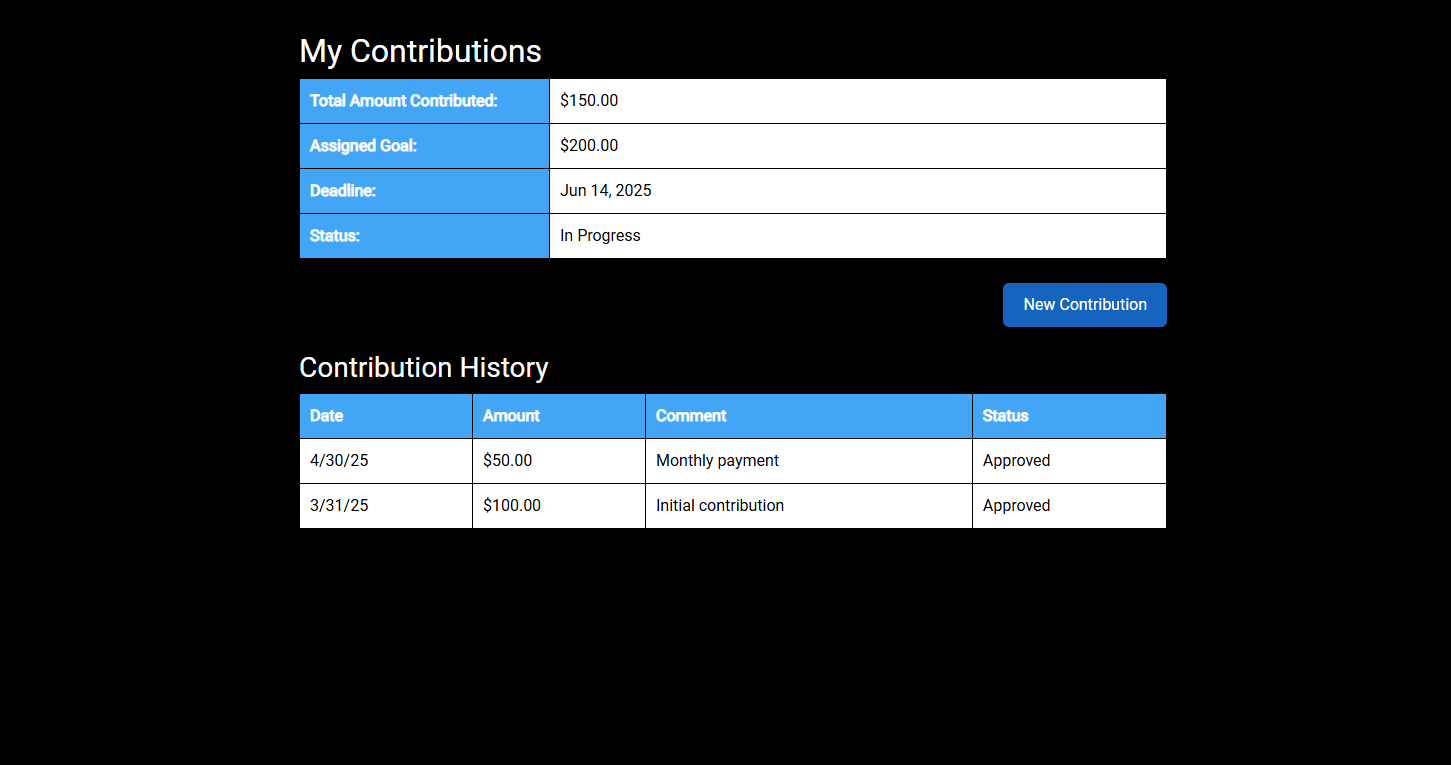 My Contributions
Total Amount Contributed: $150.00
Assigned Goal: $200.00
Deadline: Jun 14, 2025
Status: In Progress
New Contribution
Contribution History
Date Amount Comment Status
4/30/25 $50.00 Monthly payment Approved
3/31/25 $100.00 Initial contribution Approved